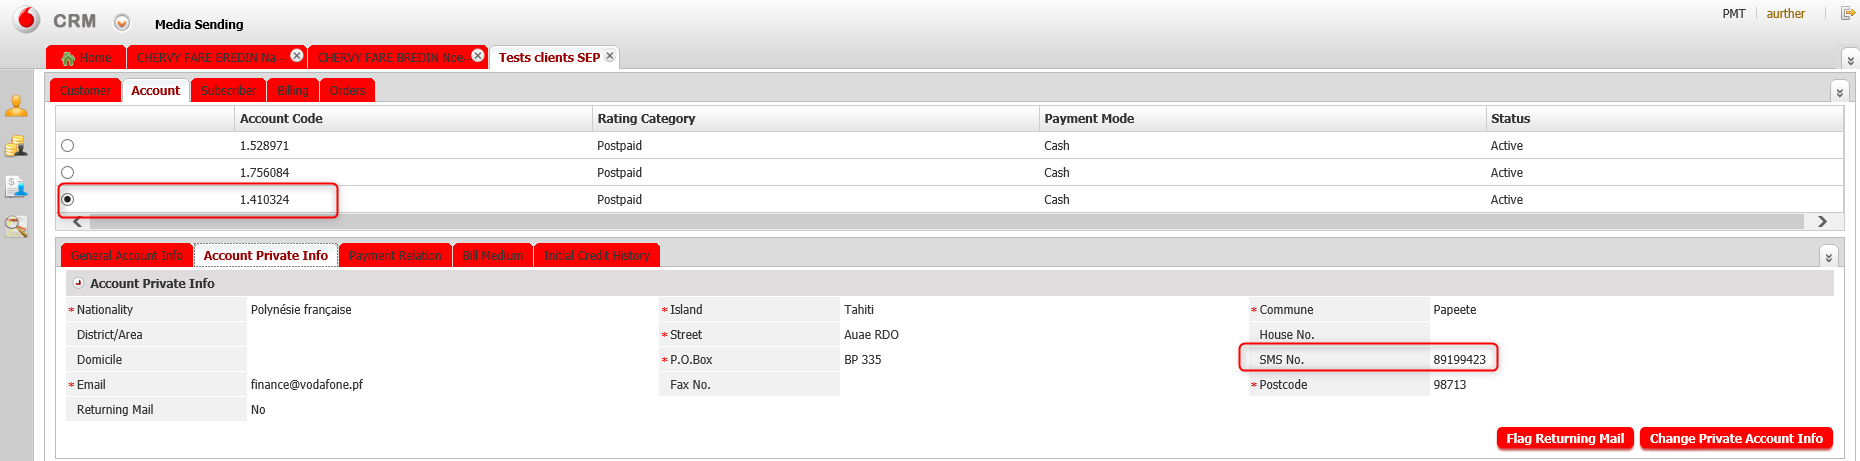 CRM Media Sending PMT aurther
Home CHERVY FARE BREDIN Na CHERVY FARE BREDIN Noe Tests clients SEP
Customer Account Subscriber Billing Orders
Account Code Rating Category Payment Mode Status
1.528971 Postpaid Cash Active
1.756084 Postpaid Cash Active
1.410324 Postpaid Cash Active
General Account Info Account Private Info Payment Relation Bill Medium Initial Credit History
Account Private Info
* Nationality Polynésie française * Island Tahiti * Commune Papeete
District/Area * Street Auae RDO House No.
Domicile * P.O.Box BP 335 SMS No. 89199423
* Email finance@vodafone.pf Fax No. * Postcode 98713
Returning Mail No
Flag Returning Mail Change Private Account Info